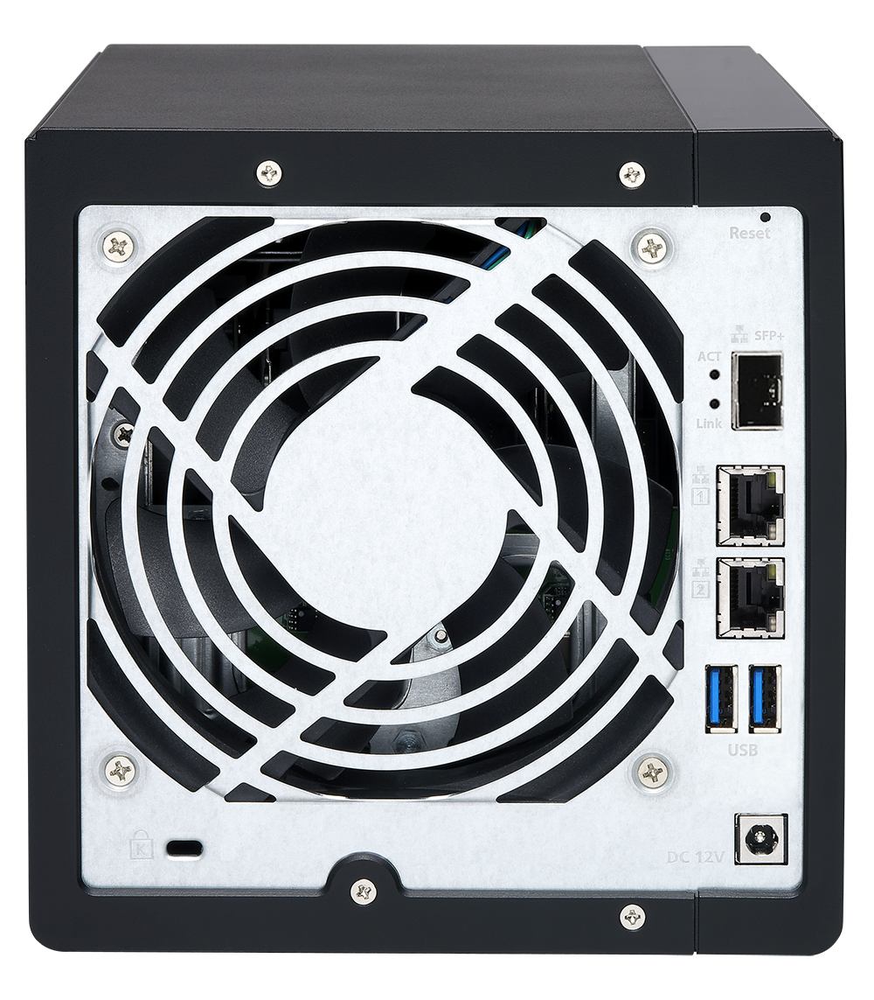 Reset
SFP+
ACT
Link
1
2
USB
K
DC 12V